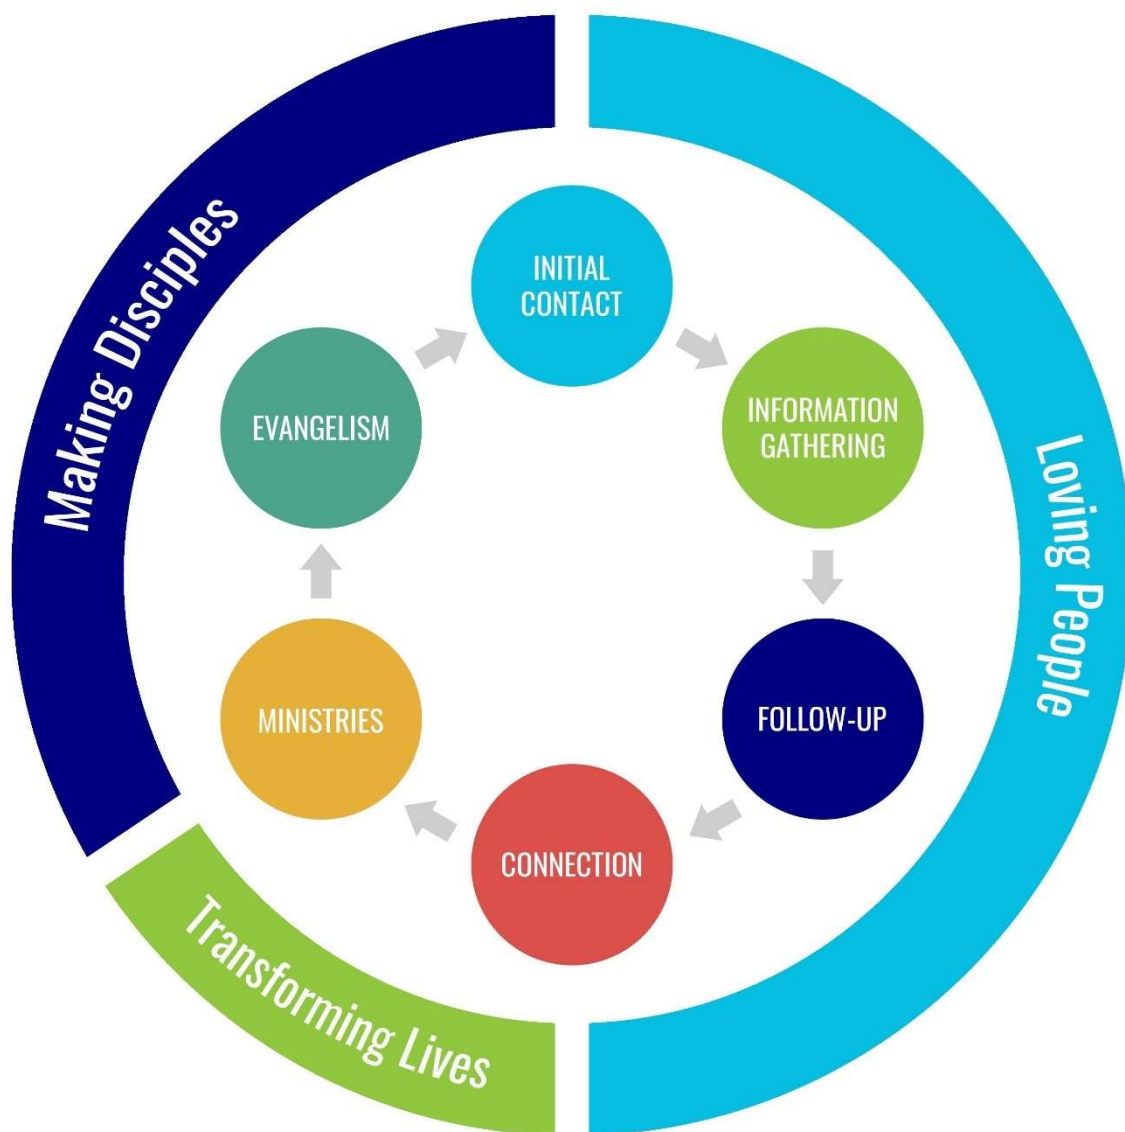 INITIAL
CONTACT
INFORMATION
GATHERING
FOLLOW-UP
CONNECTION
MINISTRIES
EVANGELISM
Loving People
Transforming Lives
Making Disciples